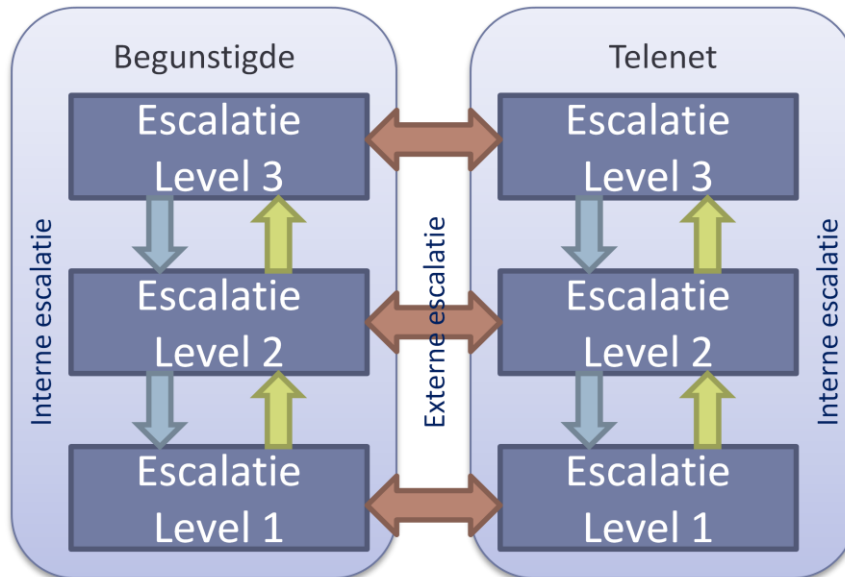 Begunstigde
Escalatie
Level 3
Escalatie
Level 2
Escalatie
Level 1
Interne escalatie
Externe escalatie
Telenet
Escalatie
Level 3
Escalatie
Level 2
Escalatie
Level 1
Interne escalatie